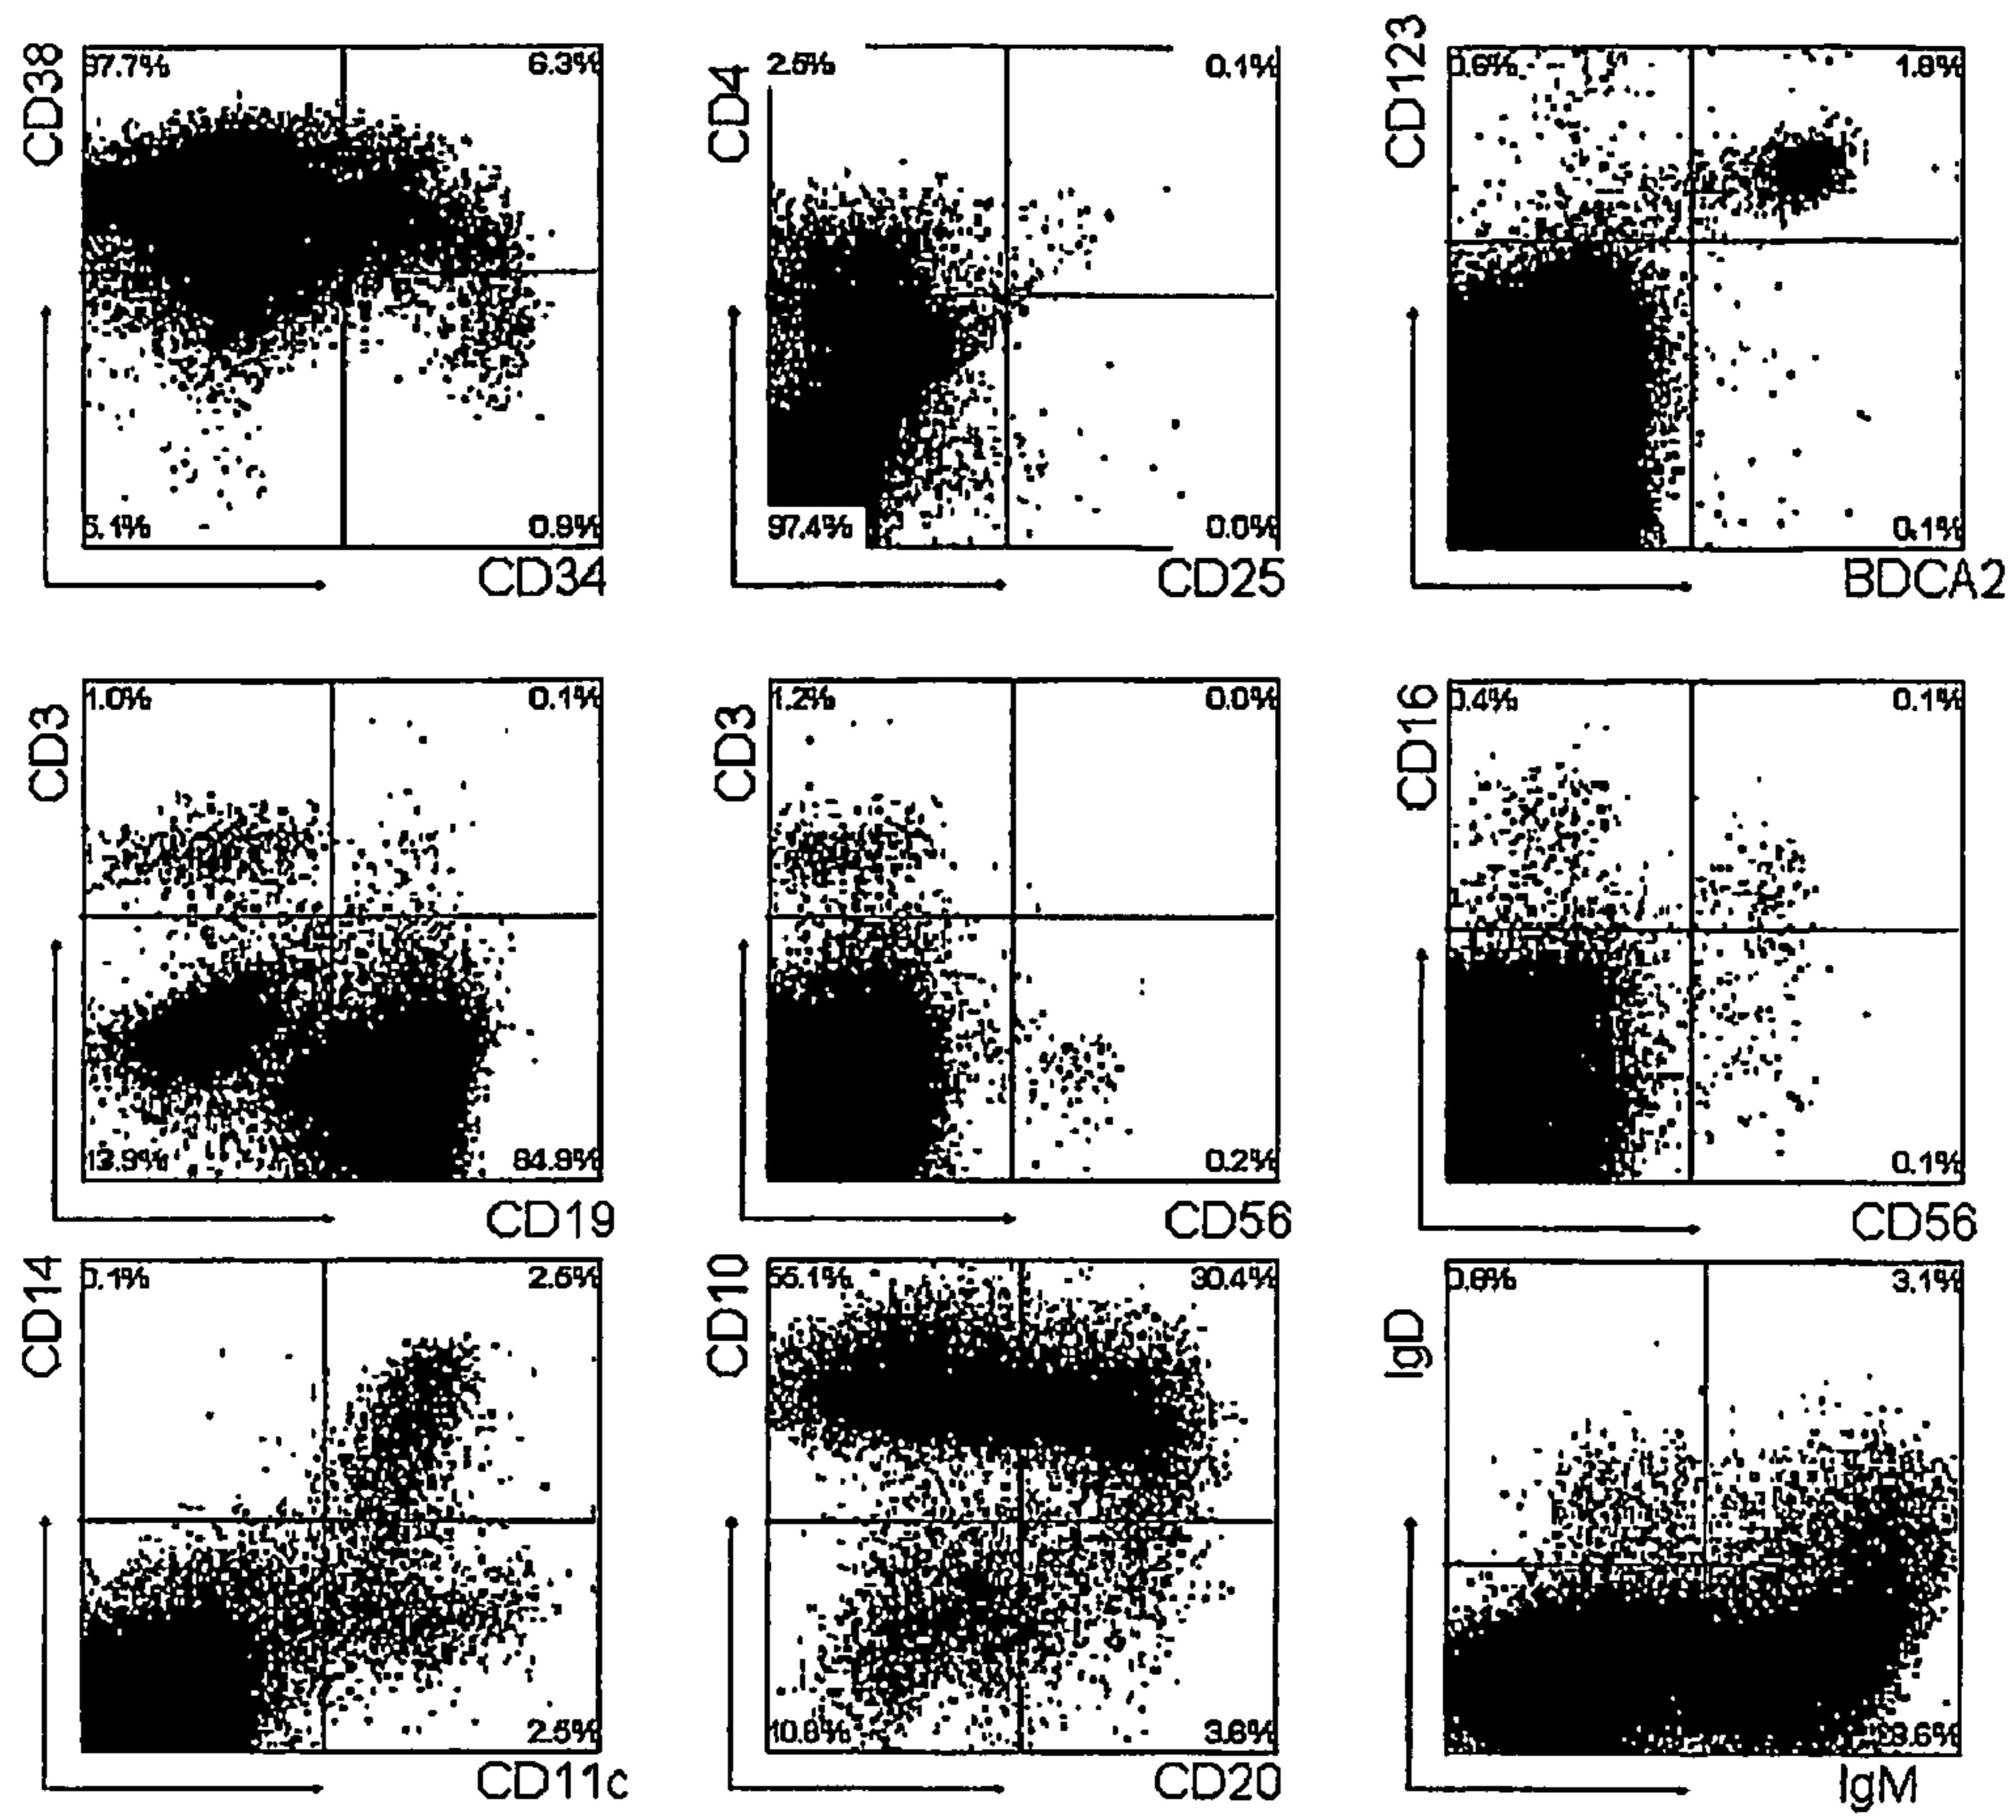 CD38
97.7%
6.3%
5.1%
0.9%
CD34
CD4
2.5%
0.1%
97.4%
0.0%
CD25
CD123
0.6%
1.8%
0.1%
BDCA2
CD3
1.0%
0.1%
13.9%
84.9%
CD19
CD3
1.2%
0.0%
0.2%
CD56
CD16
0.4%
0.1%
0.1%
CD56
CD14
0.1%
2.5%
2.5%
CD11c
CD10
55.1%
30.4%
10.8%
3.6%
CD20
IgD
0.8%
3.1%
IgM